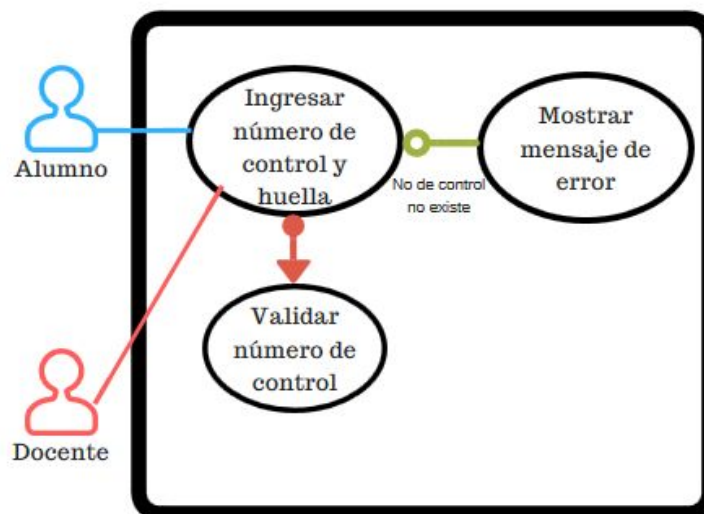 Alumno
Ingresar
número de
control y
huella
No de control
no existe
Mostrar
mensaje de
error
Validar
número de
control
Docente